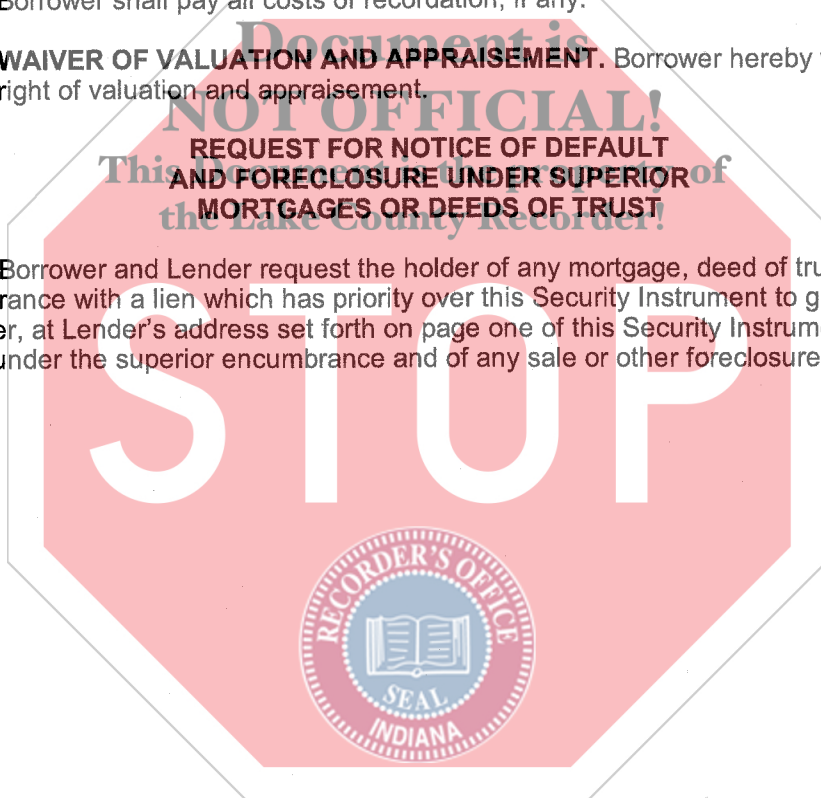 Borrower shall pay all costs of recordation, if any.
WAIVER OF VALUATION AND APPRAISEMENT. Borrower hereby
right of valuation and appraisement.
Document is
NOT OFFICIAL!
This Document is the property of
the Lake County Recorder!
REQUEST FOR NOTICE OF DEFAULT
AND FORECLOSURE UNDER SUPERIOR
MORTGAGES OR DEEDS OF TRUST
Borrower and Lender request the holder of any mortgage, deed of tru
rance with a lien which has priority over this Security Instrument to g
er, at Lender's address set forth on page one of this Security Instrum
under the superior encumbrance and of any sale or other foreclosure
STOP
RECORDER'S OFFICE
SEAL
INDIANA